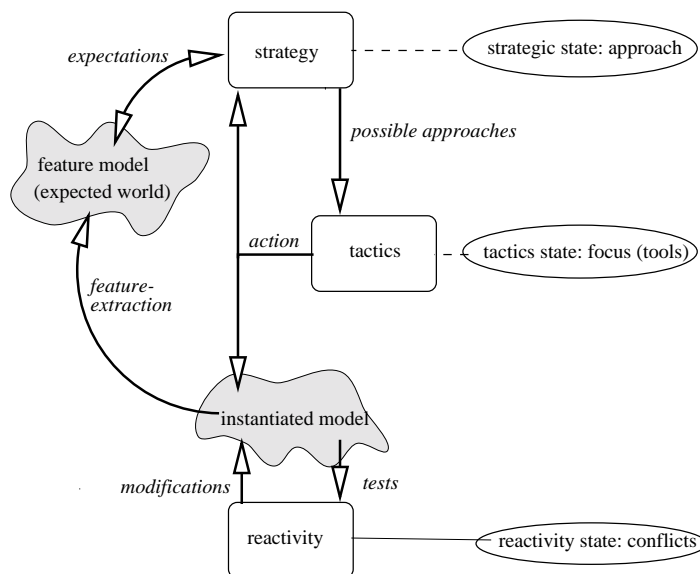 expectations
strategy
strategic state: approach
possible approaches
feature model
(expected world)
action
tactics
tactics state: focus (tools)
feature-
extraction
instantiated model
modifications
tests
reactivity
reactivity state: conflicts